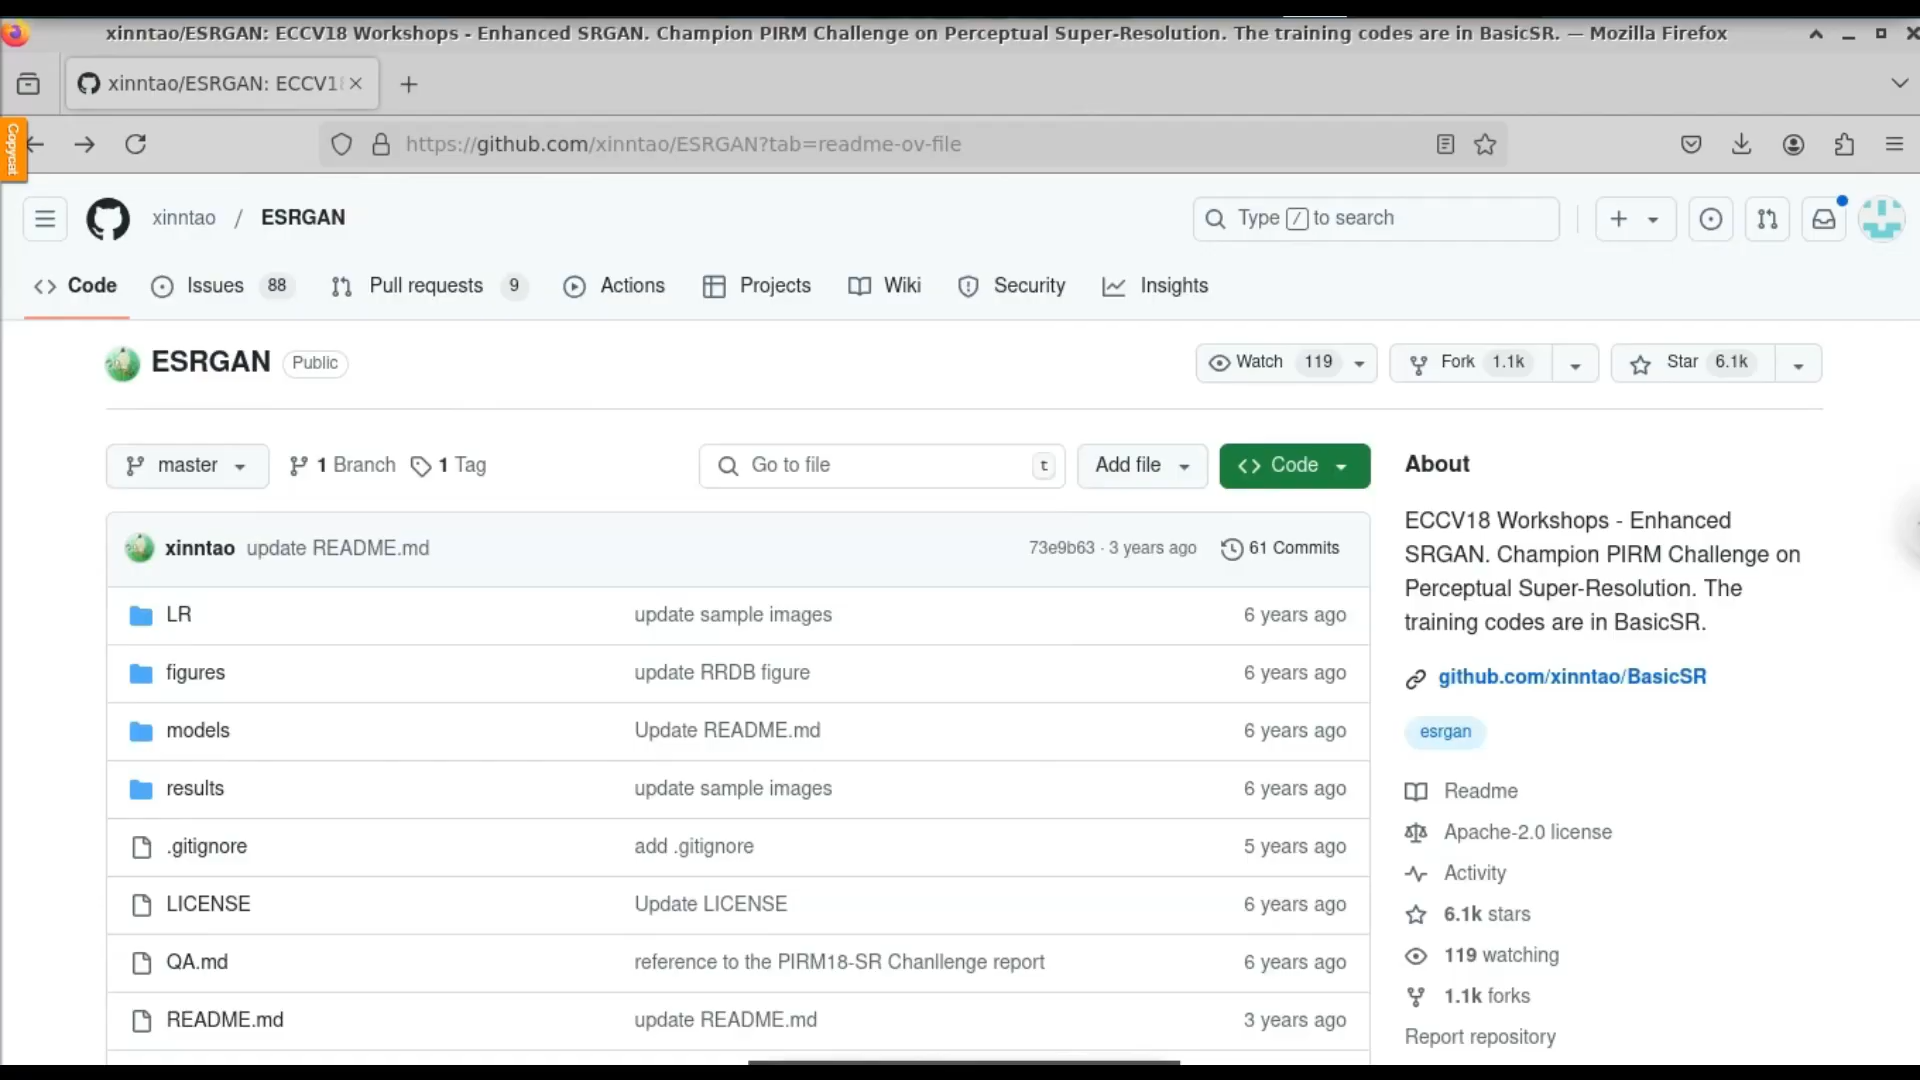 xinntao/ESRGAN: ECCV18 Workshops - Enhanced SRGAN. Champion PIRM Challenge on Perceptual Super-Resolution. The training codes are in BasicSR. — Mozilla Firefox
xinntao/ESRGAN: ECCV18
Copycat
https://github.com/xinntao/ESRGAN?tab=readme-ov-file
xinntao / ESRGAN
Type / to search
Code
Issues 88
Pull requests 9
Actions
Projects
Wiki
Security
Insights
ESRGAN Public
Watch 119
Fork 1.1k
Star 6.1k
master
1 Branch
1 Tag
Go to file t
Add file
Code
xinntao update README.md 73e9b63 · 3 years ago 61 Commits
LR update sample images 6 years ago
figures update RRDB figure 6 years ago
models Update README.md 6 years ago
results update sample images 6 years ago
.gitignore add .gitignore 5 years ago
LICENSE Update LICENSE 6 years ago
QA.md reference to the PIRM18-SR Chanllenge report 6 years ago
README.md update README.md 3 years ago
About
ECCV18 Workshops - Enhanced
SRGAN. Champion PIRM Challenge on
Perceptual Super-Resolution. The
training codes are in BasicSR.
github.com/xinntao/BasicSR
esrgan
Readme
Apache-2.0 license
Activity
6.1k stars
119 watching
1.1k forks
Report repository